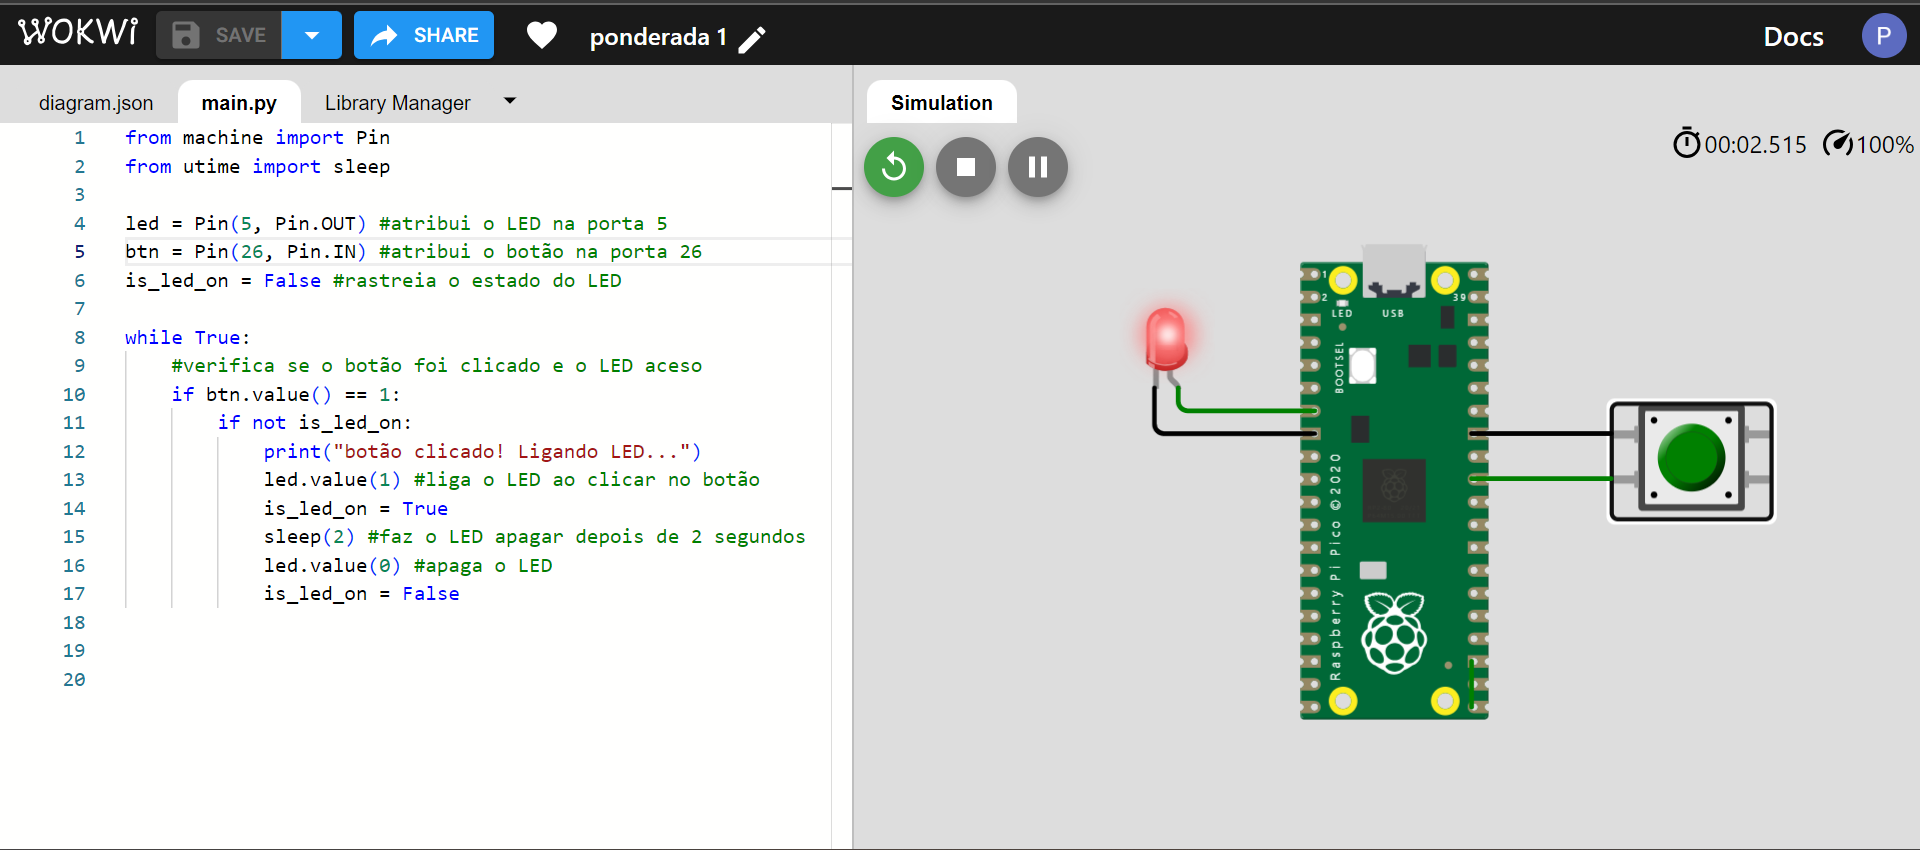 WOKWi
SAVE
SHARE
ponderada 1
Docs
P
diagram.json
main.py
Library Manager
Simulation
00:02.515
100%
1 from machine import Pin
2 from utime import sleep
3
4 led = Pin(5, Pin.OUT) #atribui o LED na porta 5
5 btn = Pin(26, Pin.IN) #atribui o botão na porta 26
6 is_led_on = False #rastreia o estado do LED
7
8 while True:
9 #verifica se o botão foi clicado e o LED aceso
10 if btn.value() == 1:
11 if not is_led_on:
12 print("botão clicado! Ligando LED...")
13 led.value(1) #liga o LED ao clicar no botão
14 is_led_on = True
15 sleep(2) #faz o LED apagar depois de 2 segundos
16 led.value(0) #apaga o LED
17 is_led_on = False
18
19
20
1
2
39
LED
USB
BOOTSEL
Raspberry Pi Pico ©2020